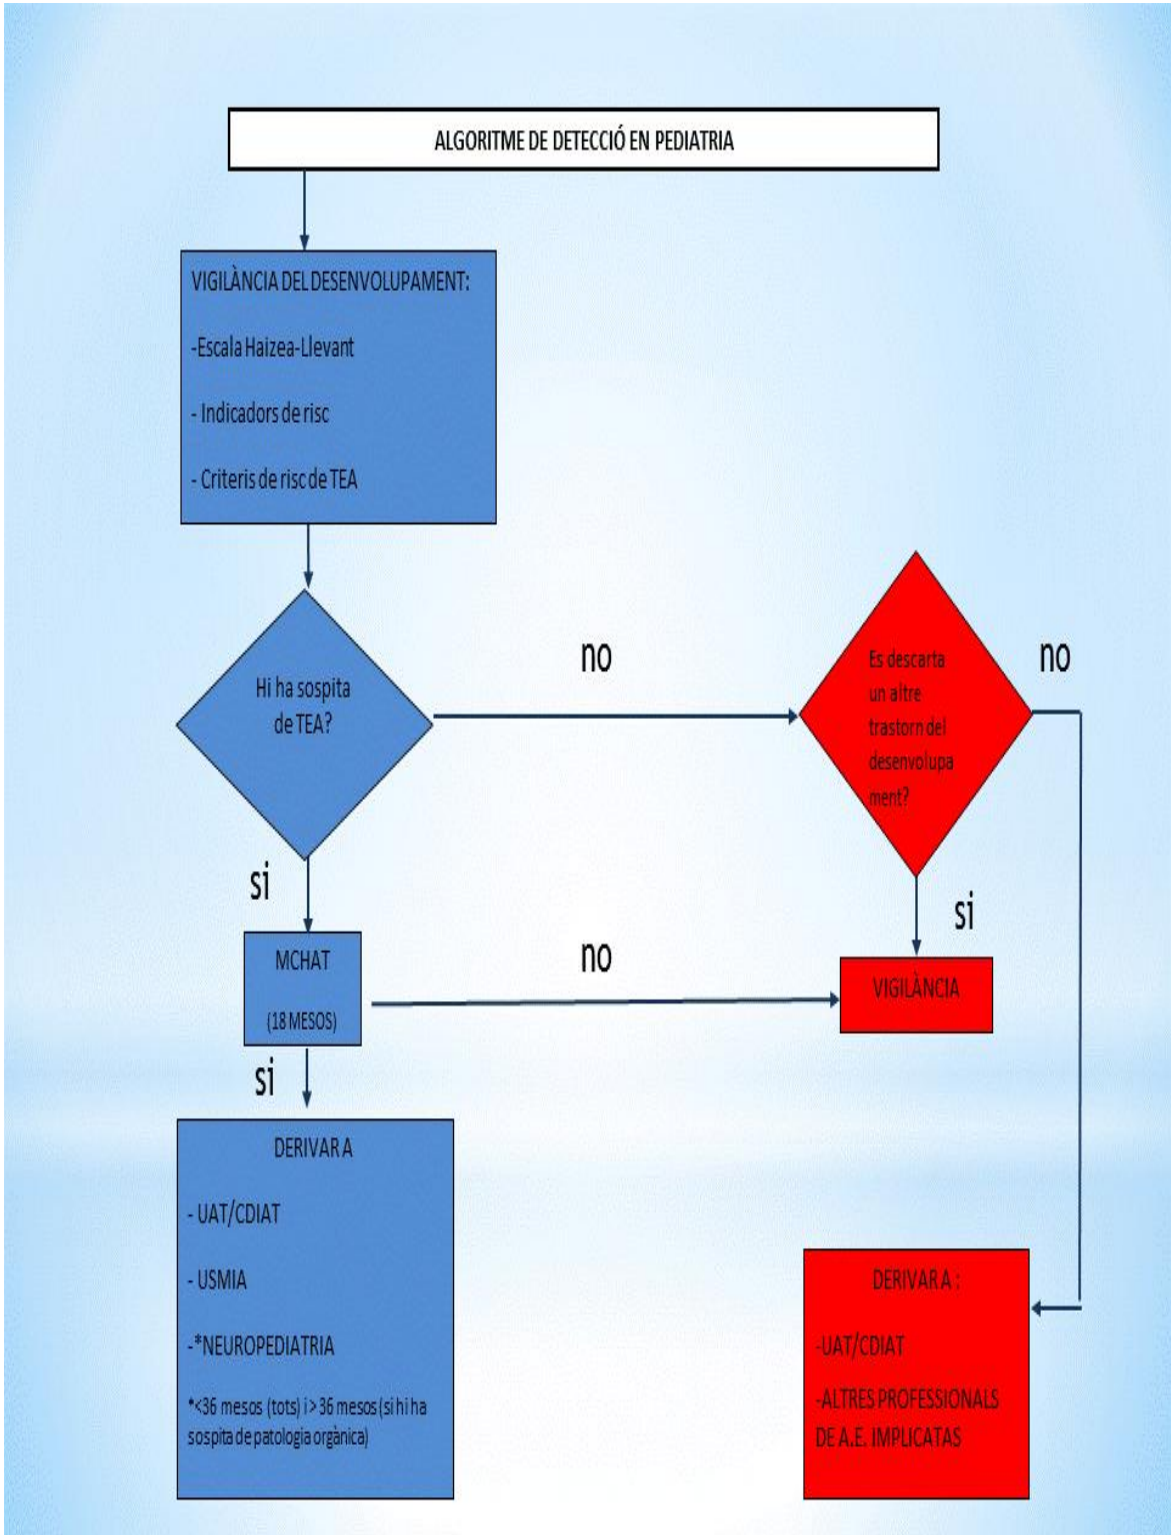 ALGORITME DE DETECCIÓ EN PEDIATRIA
VIGILÀNCIA DEL DESENVOLUPAMENT:
-Escala Haizea-Llevant
- Indicadors de risc
- Criteris de risc de TEA
Hi ha sospita
de TEA?
no
Es descarta
un altre
trastorn del
desenvolupa
ment?
no
si
si
MCHAT
(18 MESOS)
no
VIGILÀNCIA
si
DERIVAR A
- UAT/CDIAT
- USMIA
-*NEUROPEDIATRIA
*<36 mesos (tots) i > 36 mesos (si hi ha
sospita de patologia orgànica)
DERIVAR A :
-UAT/CDIAT
-ALTRES PROFESSIONALS
DE A.E. IMPLICATAS